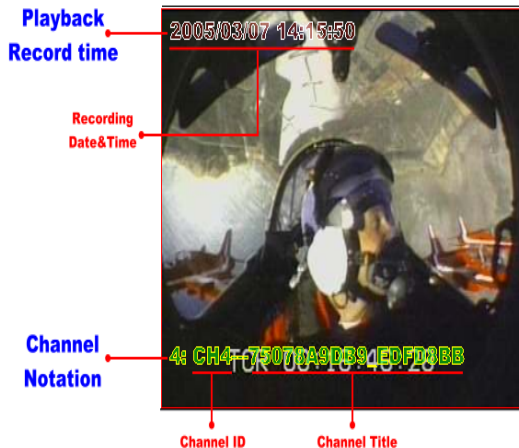 Playback
Record time
2005/03/07 14:15:50
Recording
Date&Time
Channel
Notation
4: CH4--75078A9DB9_EDFD8BB
TCR
Channel ID
Channel Title